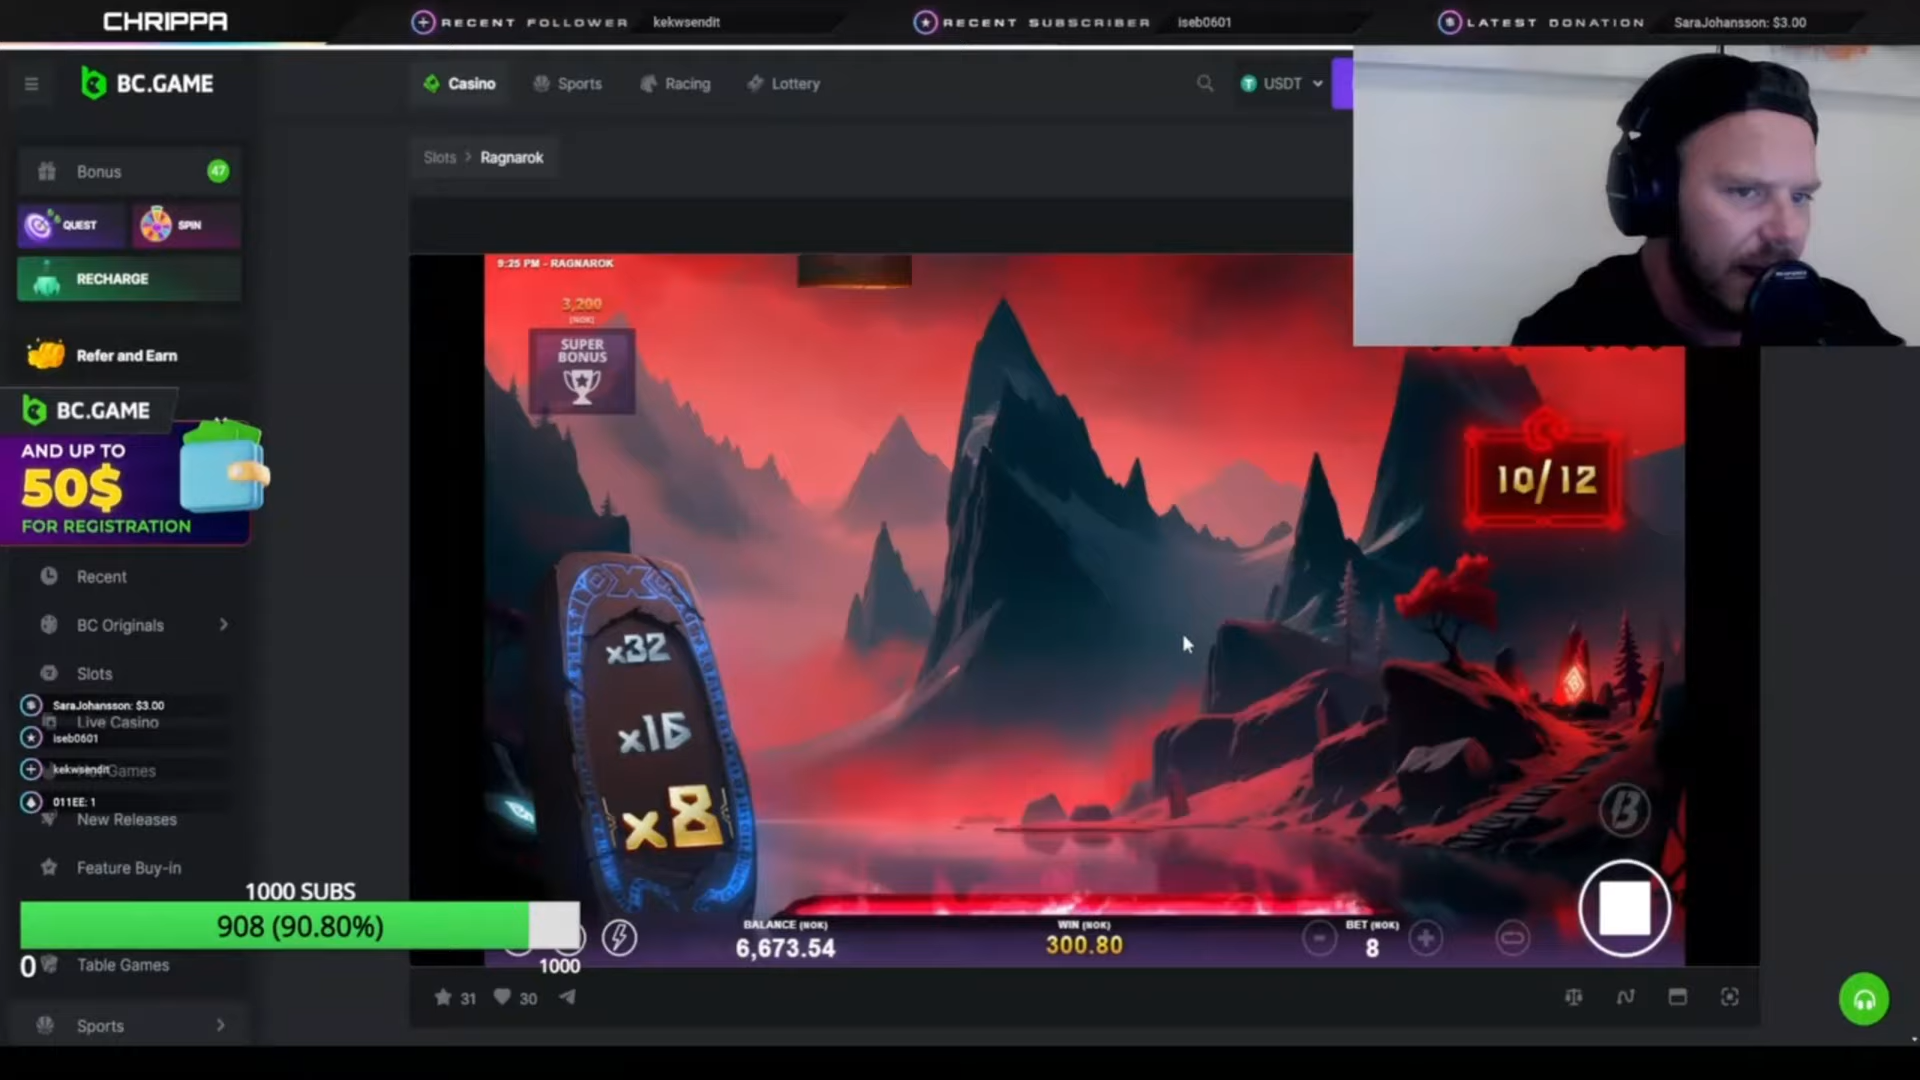 CHRIPPA
RECENT FOLLOWER kekwsendit
RECENT SUBSCRIBER iseb0601
LATEST DONATION SaraJohansson: $3.00
BC.GAME
Casino
Sports
Racing
Lottery
USDT
Bonus
47
QUEST
SPIN
RECHARGE
Refer and Earn
BC.GAME
AND UP TO
50$
FOR REGISTRATION
Recent
BC Originals
Slots
SaraJohansson: $3.00
Live Casino
iseb0601
kekwsendit
Games
011EE: 1
New Releases
Feature Buy-in
1000 SUBS
908 (90.80%)
0
1000
Table Games
Sports
Slots > Ragnarok
9:25 PM - RAGNAROK
3,200
(NOK)
SUPER
BONUS
10/12
x32
x16
x8
BALANCE (NOK)
6,673.54
WIN (NOK)
300.80
BET (NOK)
8
31
30